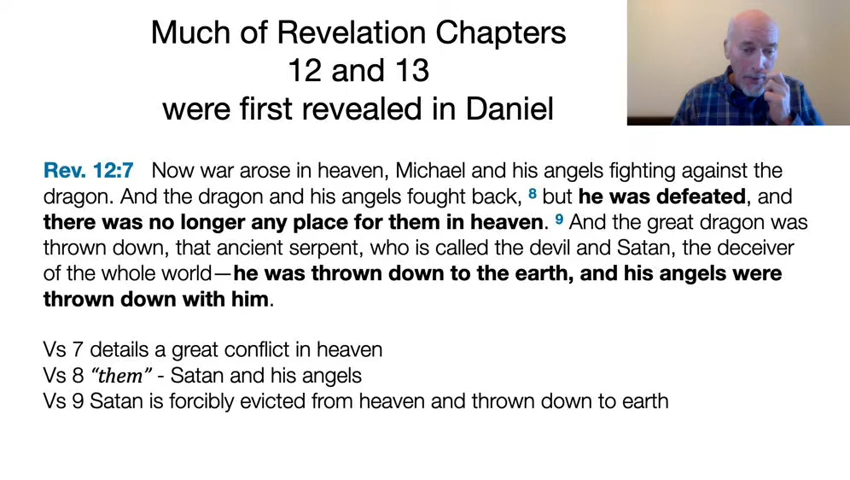 Much of Revelation Chapters
12 and 13
were first revealed in Daniel
Rev. 12:7 Now war arose in heaven, Michael and his angels fighting against the
dragon. And the dragon and his angels fought back, 8 but he was defeated, and
there was no longer any place for them in heaven. 9 And the great dragon was
thrown down, that ancient serpent, who is called the devil and Satan, the deceiver
of the whole world—he was thrown down to the earth, and his angels were
thrown down with him.
Vs 7 details a great conflict in heaven
Vs 8 “them” - Satan and his angels
Vs 9 Satan is forcibly evicted from heaven and thrown down to earth